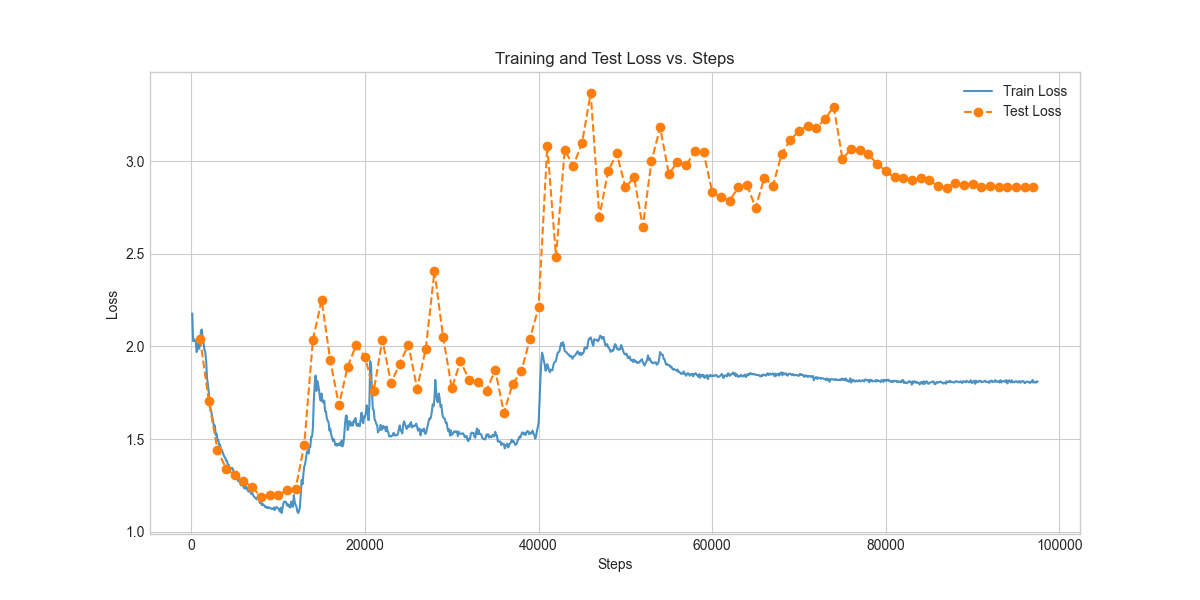 Training and Test Loss vs. Steps
Train Loss
Test Loss
Loss
3.0
2.5
2.0
1.5
1.0
0
20000
40000
60000
80000
100000
Steps